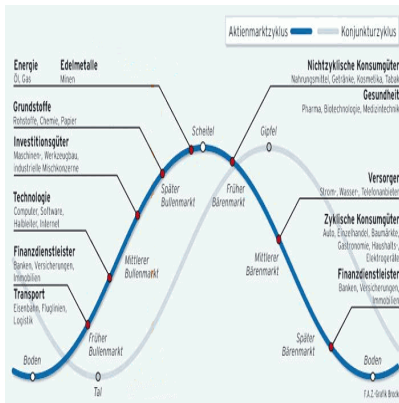 Aktienmarktzyklus Konjunkturzyklus
Energie
Öl, Gas
Edelmetalle
Minen
Grundstoffe
Rohstoffe, Chemie, Papier
Investitionsgüter
Maschinen-, Werkzeugbau,
industrielle Mischkonzerne
Technologie
Computer, Software,
Halbleiter, Internet
Finanzdienstleister
Banken, Versicherungen,
Immobilien
Transport
Eisenbahn, Fluglinien,
Logistik
Boden
Tal
Früher
Bullenmarkt
Mittlerer
Bullenmarkt
Später
Bullenmarkt
Scheitel
Gipfel
Früher
Bärenmarkt
Mittlerer
Bärenmarkt
Später
Bärenmarkt
Boden
Nichtzyklische Konsumgüter
Nahrungsmittel, Getränke, Kosmetika, Tabak
Gesundheit
Pharma, Biotechnologie, Medizintechnik
Versorger
Strom-, Wasser-, Telefonanbieter
Zyklische Konsumgüter
Auto, Einzelhandel, Baumärkte,
Gastronomie, Haushalts-,
Elektrogeräte
Finanzdienstleister
Banken, Versicherungen,
Immobilien
F.A.Z.-Grafik Brocker